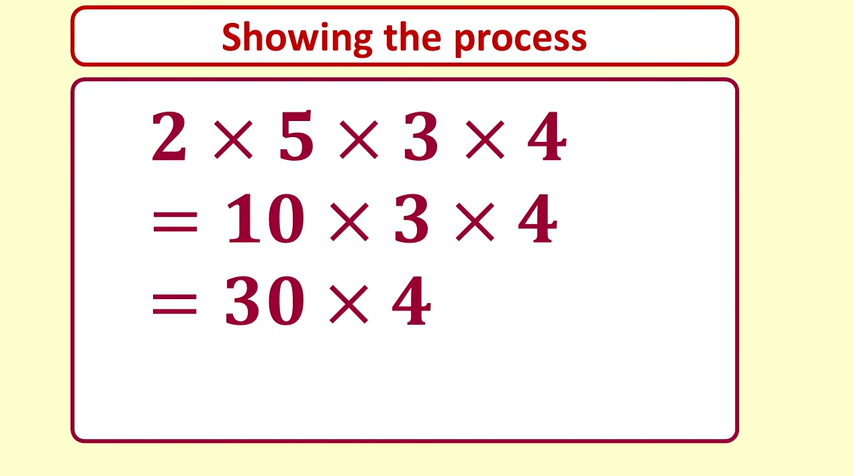 Showing the process
2 × 5 × 3 × 4
= 10 × 3 × 4
= 30 × 4